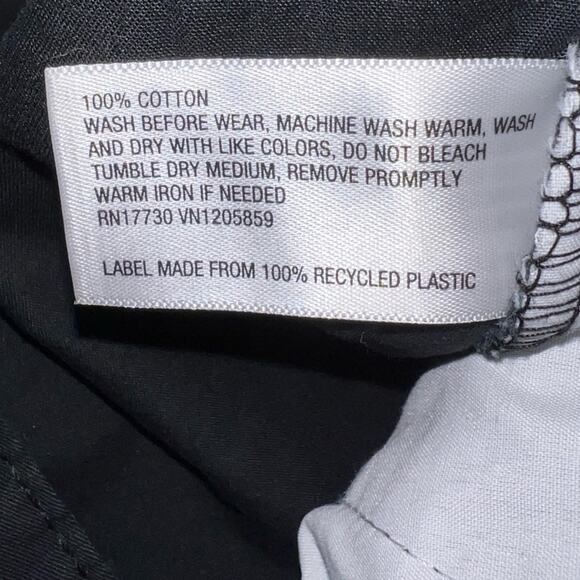 100% COTTON
WASH BEFORE WEAR, MACHINE WASH WARM, WASH
AND DRY WITH LIKE COLORS, DO NOT BLEACH
TUMBLE DRY MEDIUM, REMOVE PROMPTLY
WARM IRON IF NEEDED
RN17730 VN1205859
LABEL MADE FROM 100% RECYCLED PLASTIC